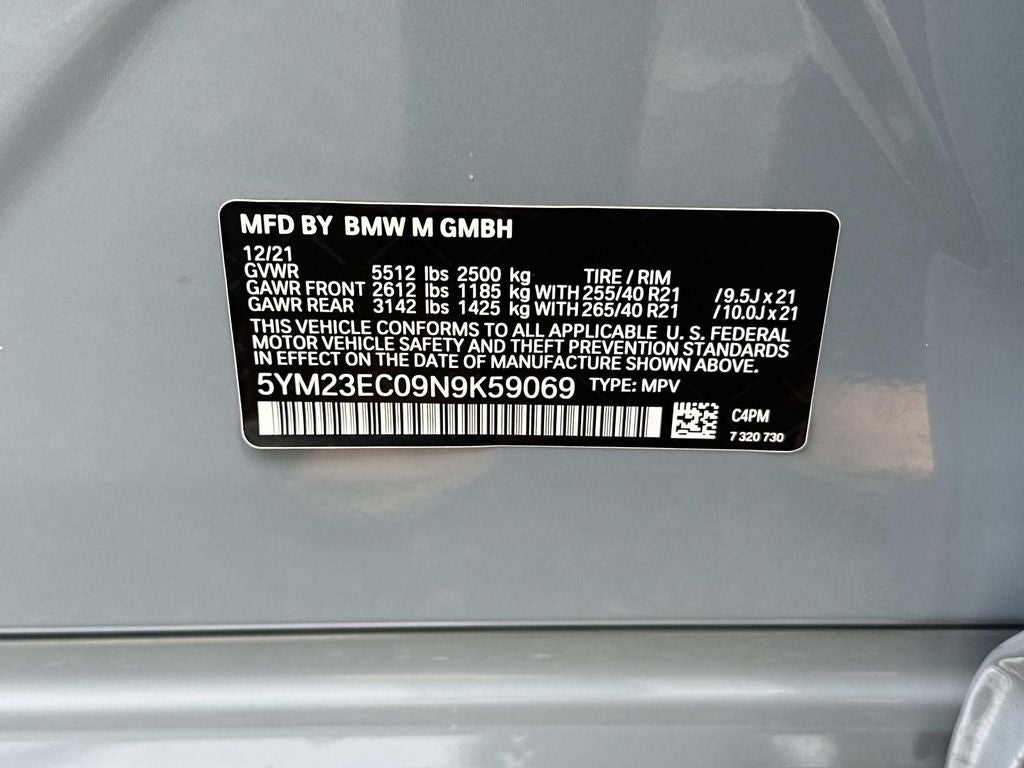 MFD BY BMW M GMBH
12/21
GVWR 5512 lbs 2500 kg TIRE / RIM
GAWR FRONT 2612 lbs 1185 kg WITH 255/40 R21 /9.5J x 21
GAWR REAR 3142 lbs 1425 kg WITH 265/40 R21 /10.0J x 21
THIS VEHICLE CONFORMS TO ALL APPLICABLE U. S. FEDERAL
MOTOR VEHICLE SAFETY AND THEFT PREVENTION STANDARDS
IN EFFECT ON THE DATE OF MANUFACTURE SHOWN ABOVE.
5YM23EC09N9K59069 TYPE: MPV
C4PM
7 320 730